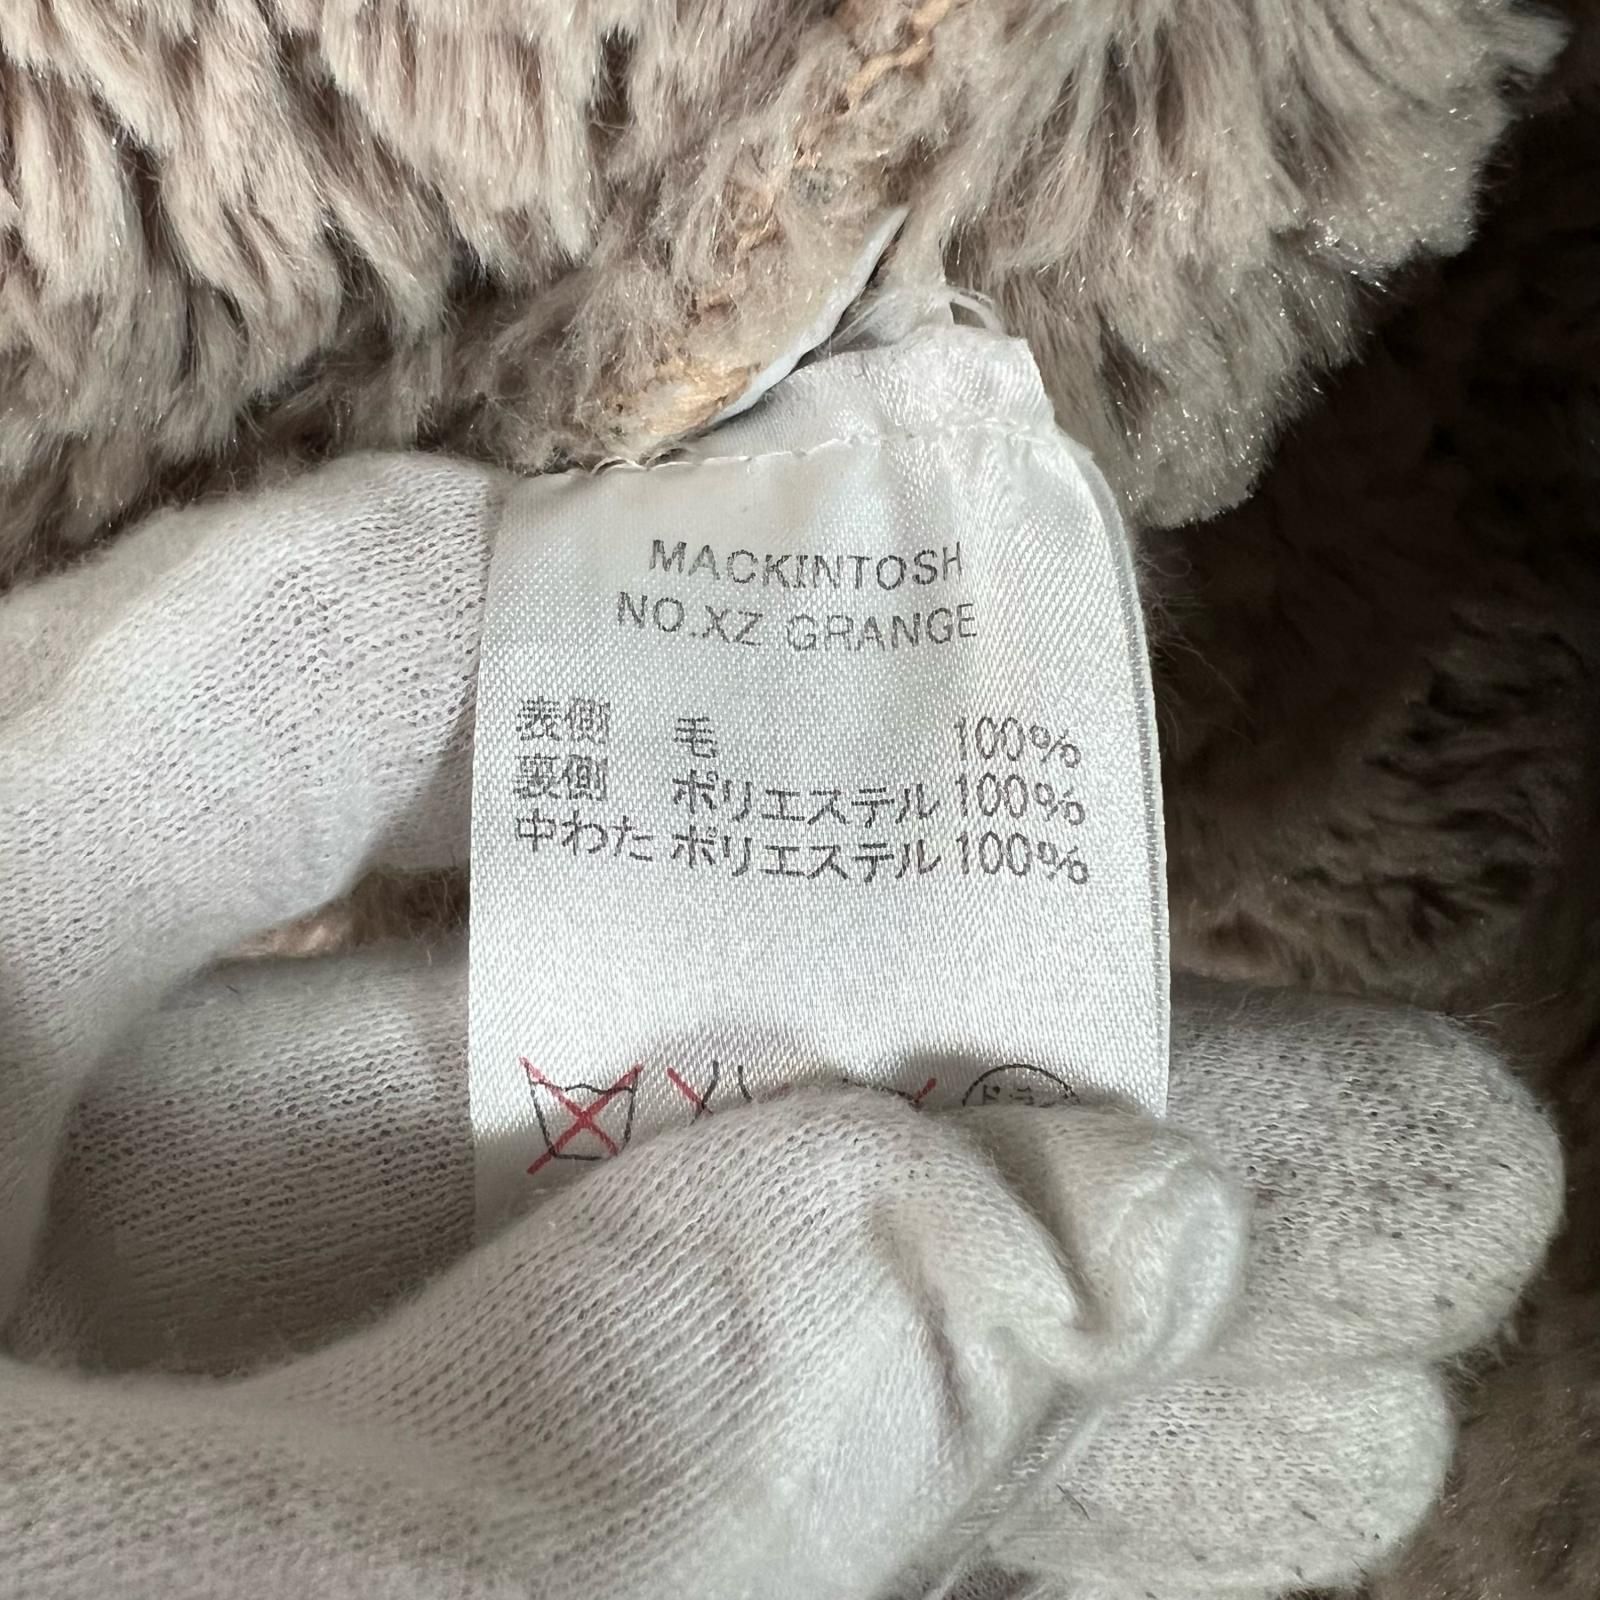 MACKINTOSH
NO.XZ GRANGE
表側 毛 100%
裏側 ポリエステル 100%
中わた ポリエステル 100%